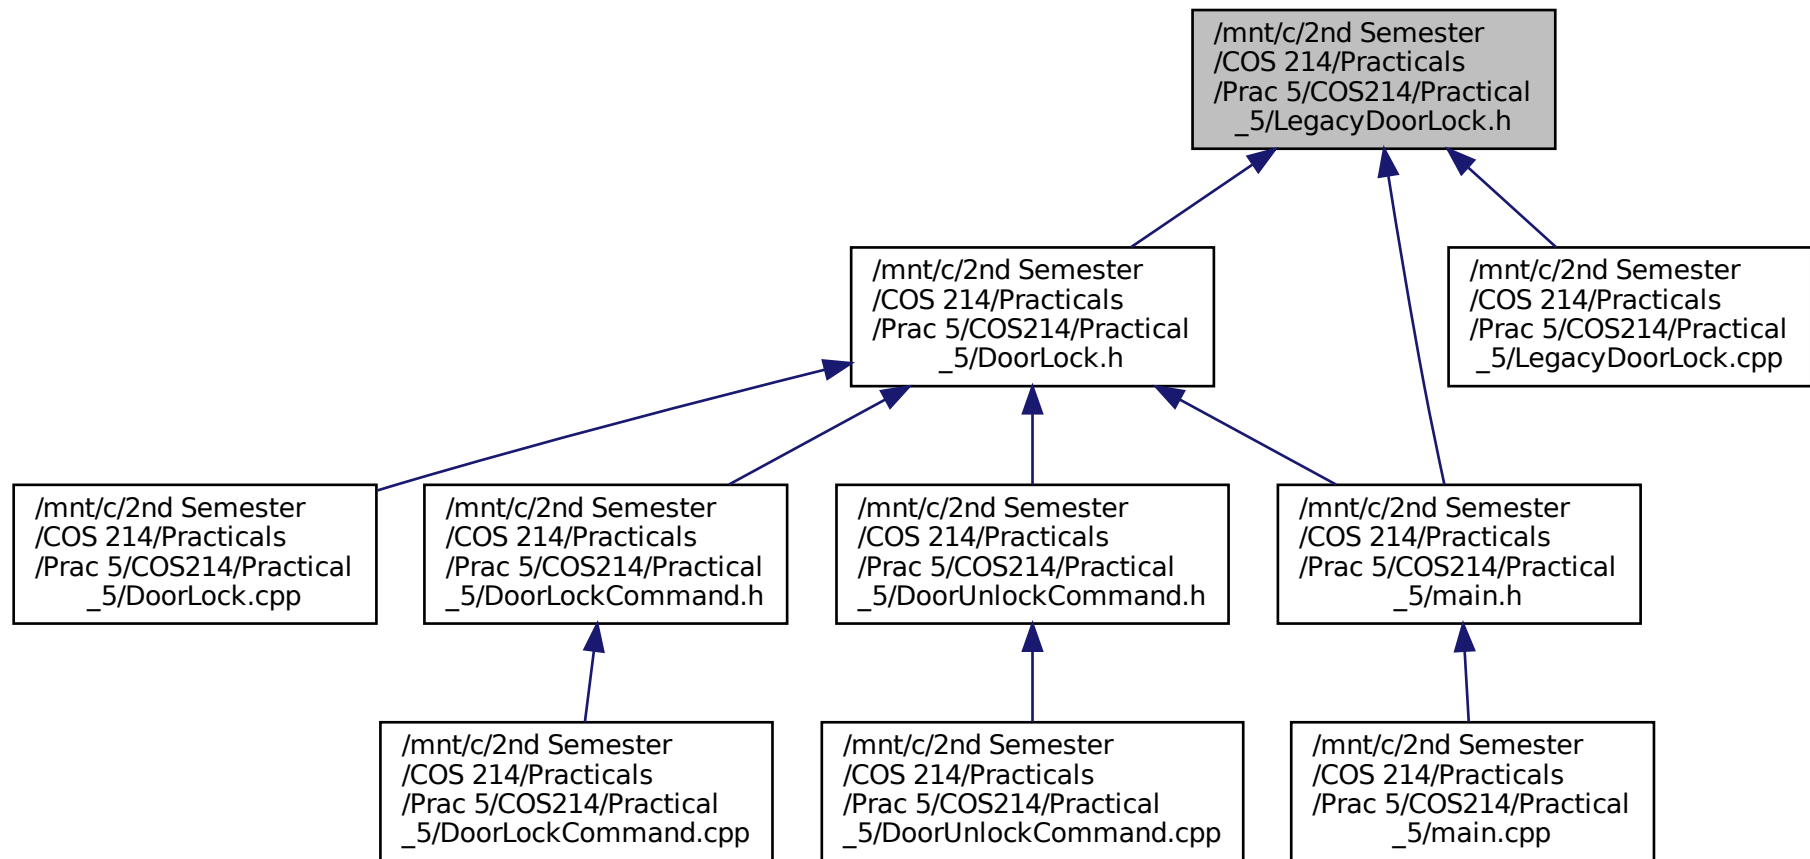 /mnt/c/2nd Semester
/COS 214/Practicals
/Prac 5/COS214/Practical
_5/LegacyDoorLock.h
/mnt/c/2nd Semester
/COS 214/Practicals
/Prac 5/COS214/Practical
_5/DoorLock.h
/mnt/c/2nd Semester
/COS 214/Practicals
/Prac 5/COS214/Practical
_5/LegacyDoorLock.cpp
/mnt/c/2nd Semester
/COS 214/Practicals
/Prac 5/COS214/Practical
_5/DoorLock.cpp
/mnt/c/2nd Semester
/COS 214/Practicals
/Prac 5/COS214/Practical
_5/DoorLockCommand.h
/mnt/c/2nd Semester
/COS 214/Practicals
/Prac 5/COS214/Practical
_5/DoorUnlockCommand.h
/mnt/c/2nd Semester
/COS 214/Practicals
/Prac 5/COS214/Practical
_5/main.h
/mnt/c/2nd Semester
/COS 214/Practicals
/Prac 5/COS214/Practical
_5/DoorLockCommand.cpp
/mnt/c/2nd Semester
/COS 214/Practicals
/Prac 5/COS214/Practical
_5/DoorUnlockCommand.cpp
/mnt/c/2nd Semester
/COS 214/Practicals
/Prac 5/COS214/Practical
_5/main.cpp